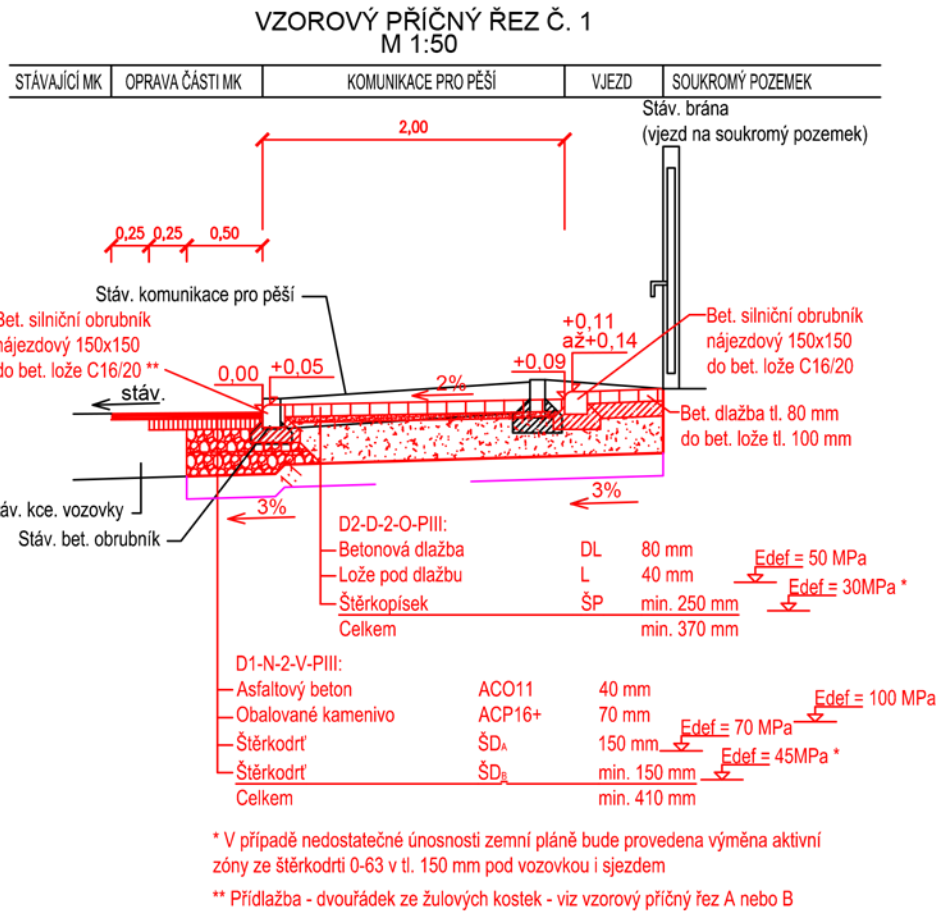 VZOROVÝ PŘÍČNÝ ŘEZ Č. 1
M 1:50
STÁVAJÍCÍ MK
OPRAVA ČÁSTI MK
KOMUNIKACE PRO PĚŠÍ
VJEZD
SOUKROMÝ POZEMEK
Stáv. brána
(vjezd na soukromý pozemek)
2,00
0,25
0,25
0,50
Stáv. komunikace pro pěší
Bet. silniční obrubník
nájezdový 150x150
do bet. lože C16/20 **
stáv.
0,00
+0,05
2%
+0,09
+0,11
až+0,14
Bet. silniční obrubník
nájezdový 150x150
do bet. lože C16/20
Bet. dlažba tl. 80 mm
do bet. lože tl. 100 mm
1:1
3%
3%
áv. kce. vozovky
Stáv. bet. obrubník
D2-D-2-O-PIII:
Betonová dlažba DL 80 mm
Lože pod dlažbu L 40 mm
Štěrkopísek ŠP min. 250 mm
Celkem min. 370 mm
Edef = 50 MPa
Edef = 30MPa *
D1-N-2-V-PIII:
Asfaltový beton ACO11 40 mm
Obalované kamenivo ACP16+ 70 mm
Štěrkodrť ŠDA 150 mm
Štěrkodrť ŠDB min. 150 mm
Celkem min. 410 mm
Edef = 100 MPa
Edef = 70 MPa
Edef = 45MPa *
* V případě nedostatečné únosnosti zemní pláně bude provedena výměna aktivní
zóny ze štěrkodrti 0-63 v tl. 150 mm pod vozovkou i sjezdem
** Přídlažba - dvouřádek ze žulových kostek - viz vzorový příčný řez A nebo B